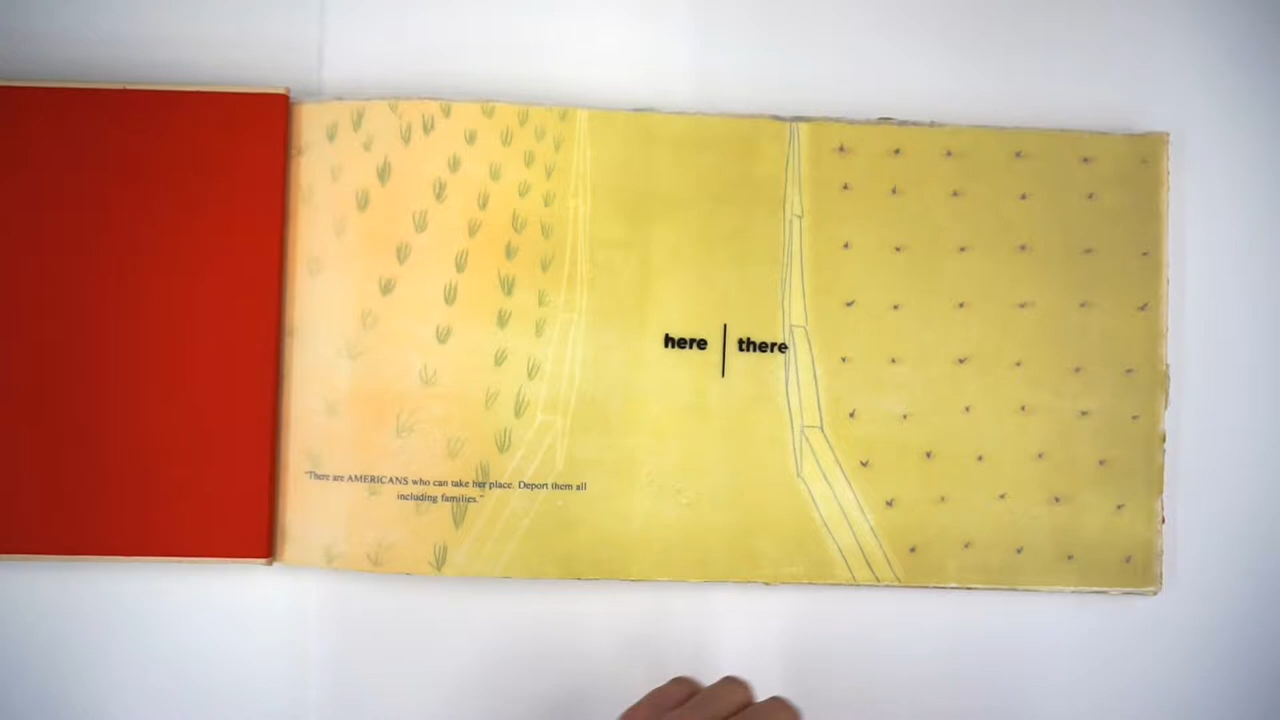 here | there
"There are AMERICANS who can take her place. Deport them all
including families."